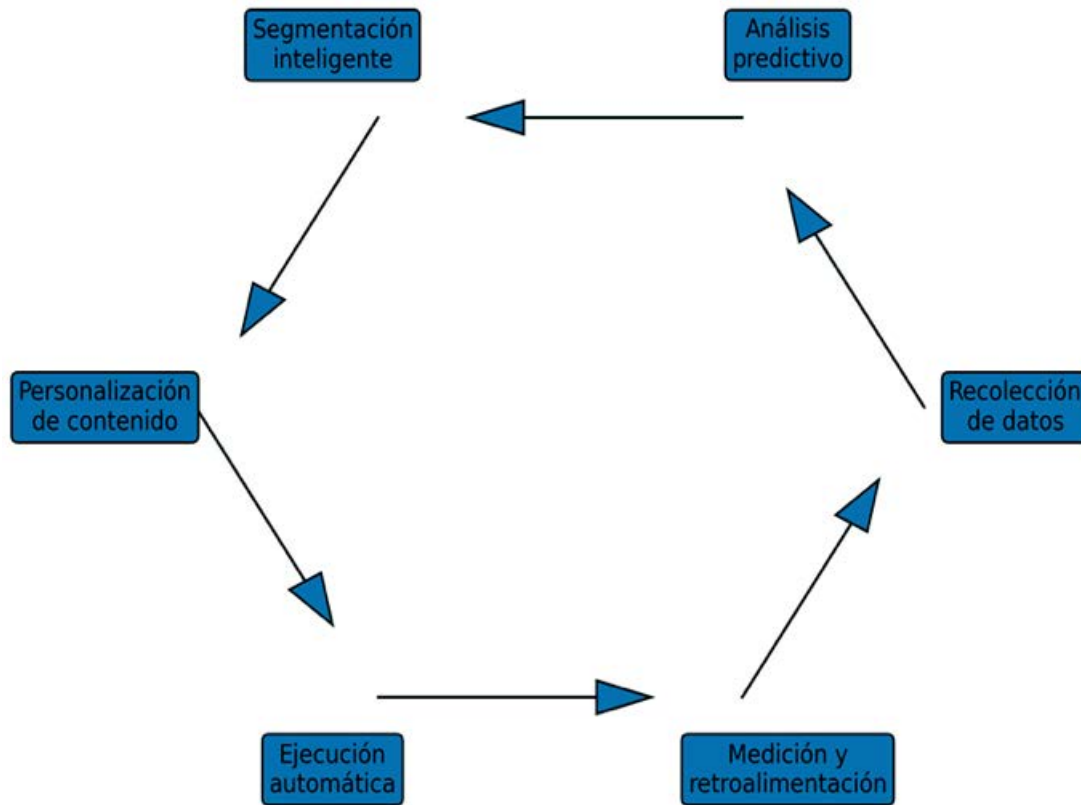 Segmentación
inteligente
Análisis
predictivo
Personalización
de contenido
Recolección
de datos
Ejecución
automática
Medición y
retroalimentación